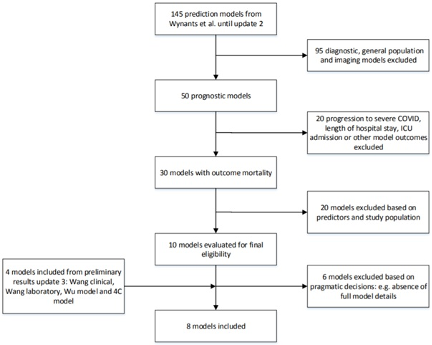 145 prediction models from
Wynants et al. until update 2
95 diagnostic, general population
and imaging models excluded
50 prognostic models
20 progression to severe COVID,
length of hospital stay, ICU
admission or other model outcomes
excluded
30 models with outcome mortality
20 models excluded based on
predictors and study population
10 models evaluated for final
eligibility
4 models included from preliminary
results update 3: Wang clinical,
Wang laboratory, Wu model and 4C
model
6 models excluded based on
pragmatic decisions: e.g. absence of
full model details
8 models included